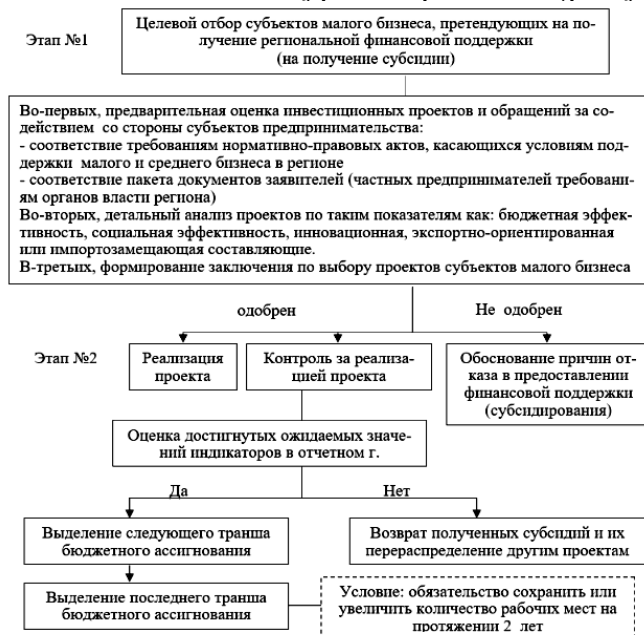 Этап №1
Целевой отбор субъектов малого бизнеса, претендующих на по-
лучение региональной финансовой поддержки
(на получение субсидии)
Во-первых, предварительная оценка инвестиционных проектов и обращений за со-
действием со стороны субъектов предпринимательства:
- соответствие требованиям нормативно-правовых актов, касающихся условиям под-
держки малого и среднего бизнеса в регионе
- соответствие пакета документов заявителей (частных предпринимателей требовани-
ям органов власти региона)
Во-вторых, детальный анализ проектов по таким показателям как: бюджетная эффек-
тивность, социальная эффективность, инновационная, экспортно-ориентированная
или импортозамещающая составляющие.
В-третьих, формирование заключения по выбору проектов субъектов малого бизнеса
одобрен
Не одобрен
Этап №2
Реализация
проекта
Контроль за реализа-
цией проекта
Обоснование причин от-
каза в предоставлении
финансовой поддержки
(субсидирования)
Оценка достигнутых ожидаемых значе-
ний индикаторов в отчетном г.
Да
Нет
Выделение следующего транша
бюджетного ассигнования
Возврат полученных субсидий и их
перераспределение другим проектам
Выделение последнего транша
бюджетного ассигнования
Условие: обязательство сохранить или
увеличить количество рабочих мест на
протяжении 2 лет